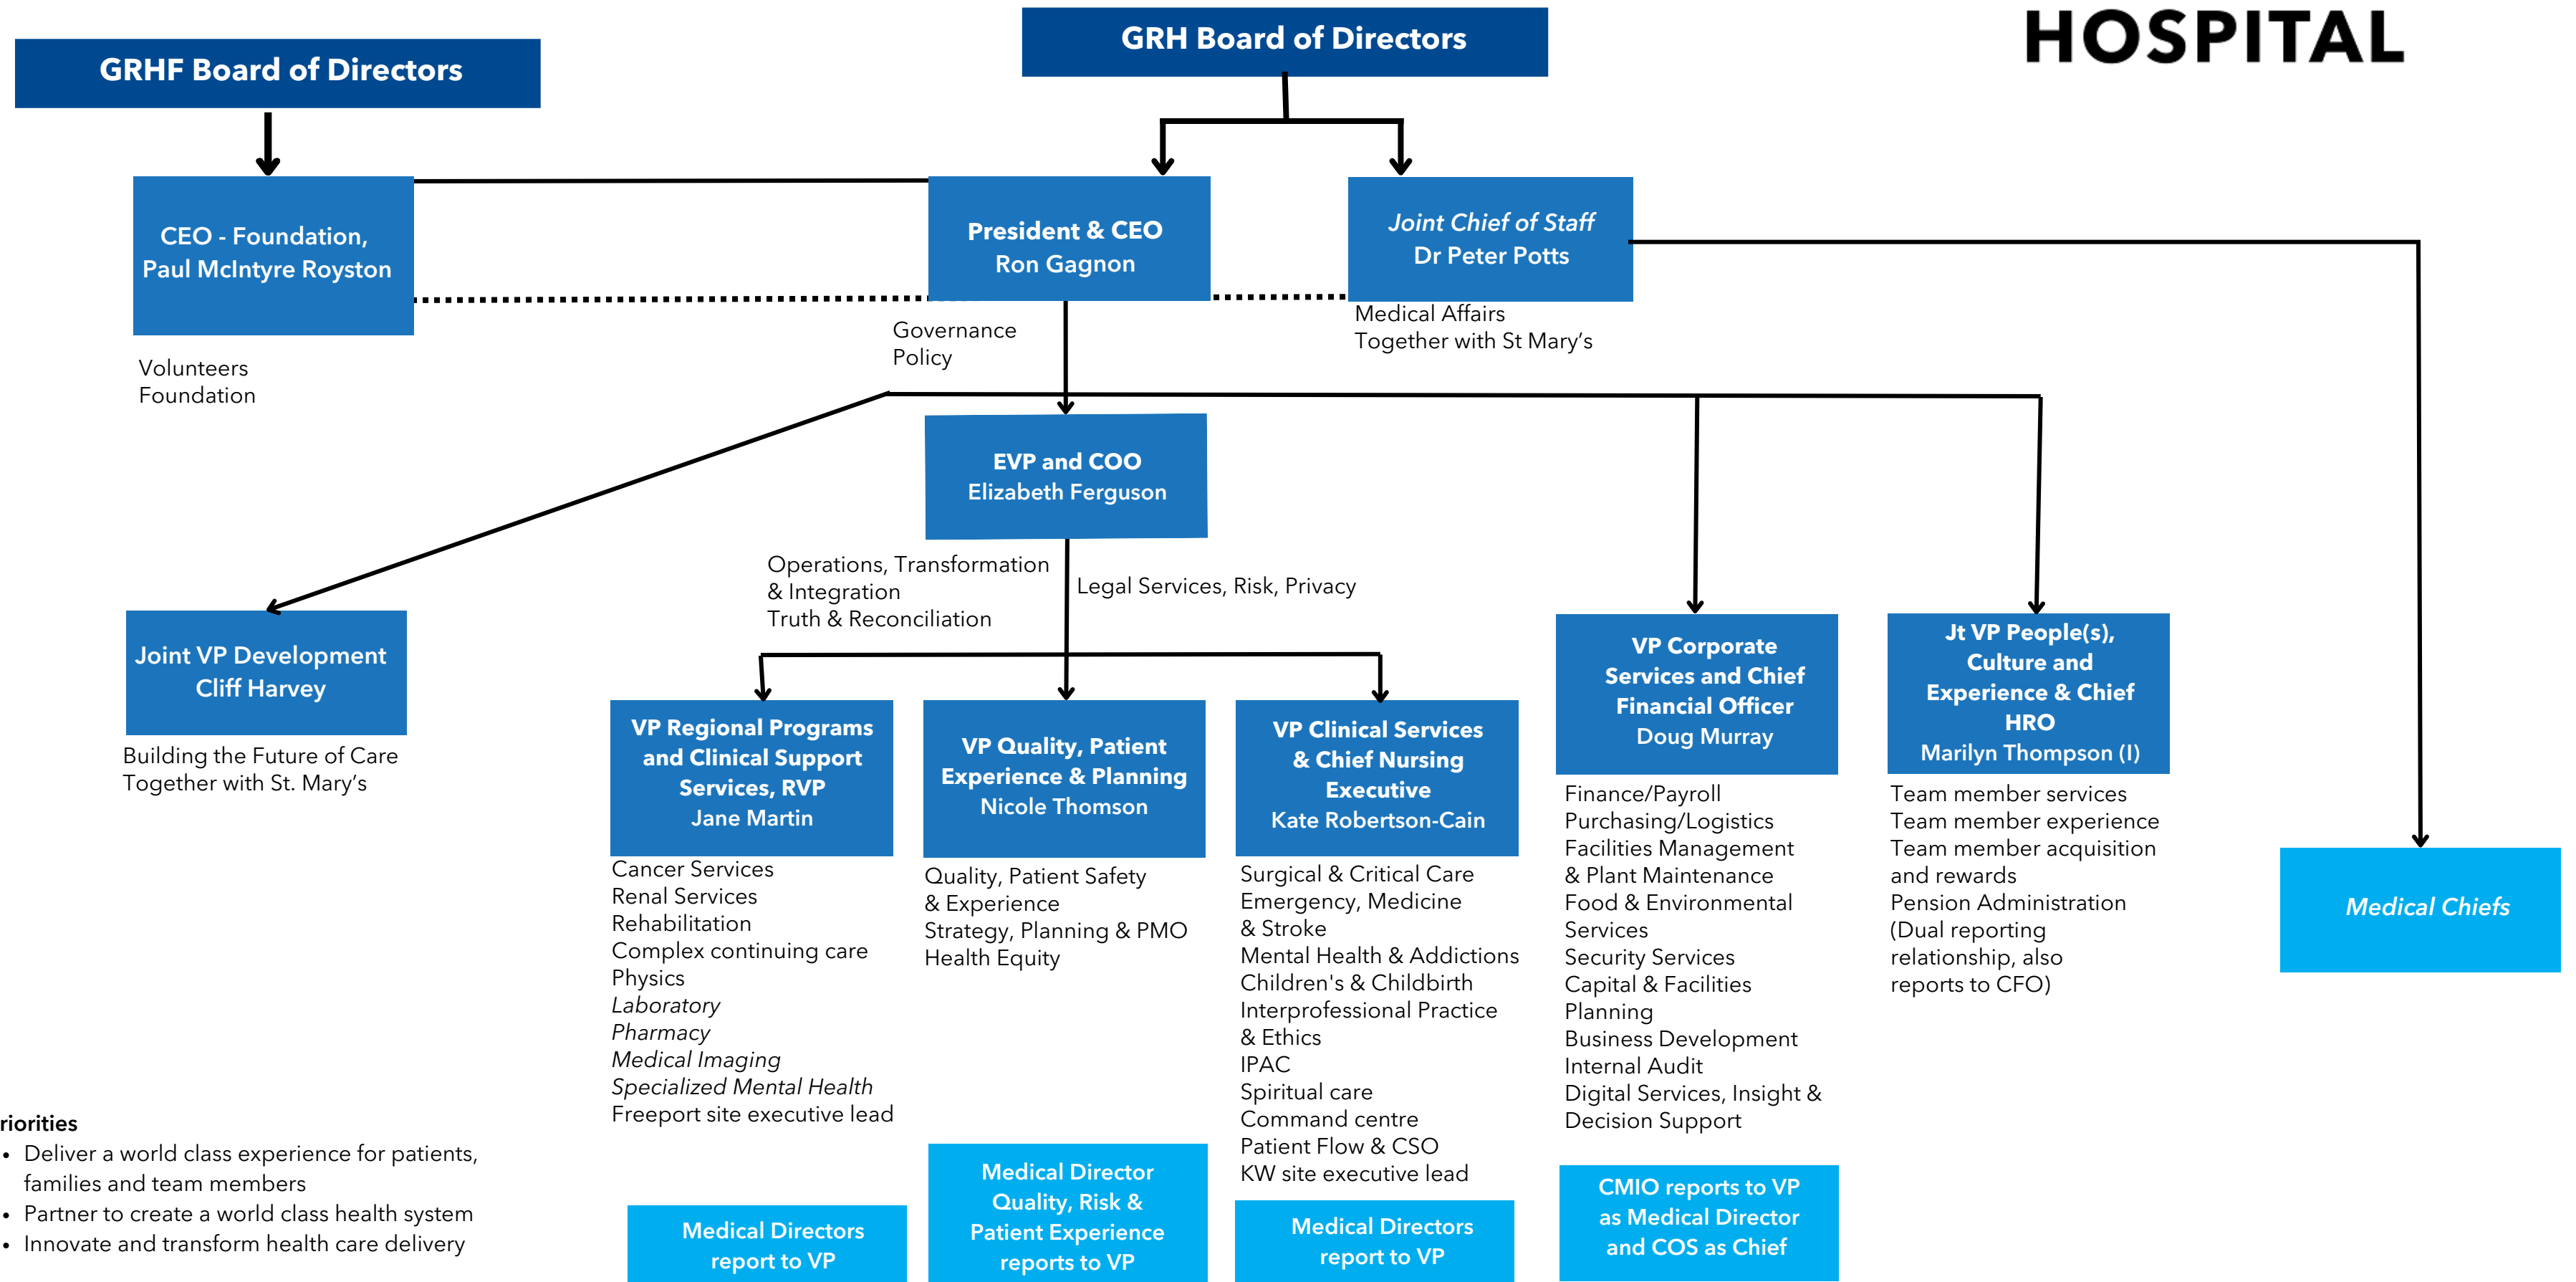 HOSPITAL
GRHF Board of Directors
GRH Board of Directors
CEO - Foundation,
Paul McIntyre Royston
Volunteers
Foundation
President & CEO
Ron Gagnon
Governance
Policy
Joint Chief of Staff
Dr Peter Potts
Medical Affairs
Together with St Mary’s
EVP and COO
Elizabeth Ferguson
Operations, Transformation
& Integration
Truth & Reconciliation
Legal Services, Risk, Privacy
Joint VP Development
Cliff Harvey
Building the Future of Care
Together with St. Mary’s
VP Regional Programs
and Clinical Support
Services, RVP
Jane Martin
Cancer Services
Renal Services
Rehabilitation
Complex continuing care
Physics
Laboratory
Pharmacy
Medical Imaging
Specialized Mental Health
Freeport site executive lead
Medical Directors
report to VP
VP Quality, Patient
Experience & Planning
Nicole Thomson
Quality, Patient Safety
& Experience
Strategy, Planning & PMO
Health Equity
Medical Director
Quality, Risk &
Patient Experience
reports to VP
VP Clinical Services
& Chief Nursing
Executive
Kate Robertson-Cain
Surgical & Critical Care
Emergency, Medicine
& Stroke
Mental Health & Addictions
Children's & Childbirth
Interprofessional Practice
& Ethics
IPAC
Spiritual care
Command centre
Patient Flow & CSO
KW site executive lead
Medical Directors
report to VP
VP Corporate
Services and Chief
Financial Officer
Doug Murray
Finance/Payroll
Purchasing/Logistics
Facilities Management
& Plant Maintenance
Food & Environmental
Services
Security Services
Capital & Facilities
Planning
Business Development
Internal Audit
Digital Services, Insight &
Decision Support
CMIO reports to VP
as Medical Director
and COS as Chief
Jt VP People(s),
Culture and
Experience & Chief
HRO
Marilyn Thompson (I)
Team member services
Team member experience
Team member acquisition
and rewards
Pension Administration
(Dual reporting
relationship, also
reports to CFO)
Medical Chiefs
riorities
• Deliver a world class experience for patients,
families and team members
• Partner to create a world class health system
• Innovate and transform health care delivery